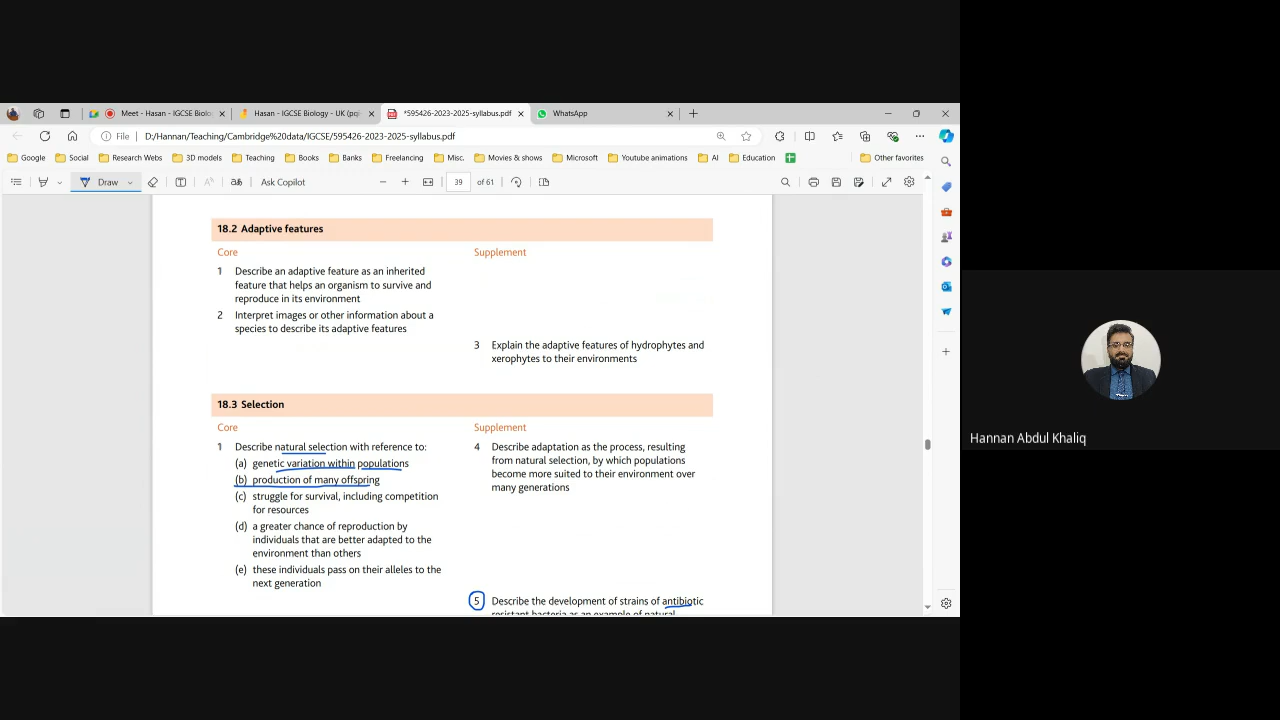 Meet - Hasan - IGCSE Biolo
Hasan - IGCSE Biology - UK (pqi
*595426-2023-2025-syllabus.pdf
WhatsApp
File
D:/Hannan/Teaching/Cambridge%20data/IGCSE/595426-2023-2025-syllabus.pdf
Google
Social
Research Webs
3D models
Teaching
Books
Banks
Freelancing
Misc.
Movies & shows
Microsoft
Youtube animations
AI
Education
Other favorites
Draw
Ask Copilot
39 of 61
18.2 Adaptive features
Core
1 Describe an adaptive feature as an inherited
feature that helps an organism to survive and
reproduce in its environment
2 Interpret images or other information about a
species to describe its adaptive features
Supplement
3 Explain the adaptive features of hydrophytes and
xerophytes to their environments
18.3 Selection
Core
1 Describe natural selection with reference to:
(a) genetic variation within populations
(b) production of many offspring
(c) struggle for survival, including competition
for resources
(d) a greater chance of reproduction by
individuals that are better adapted to the
environment than others
(e) these individuals pass on their alleles to the
next generation
Supplement
4 Describe adaptation as the process, resulting
from natural selection, by which populations
become more suited to their environment over
many generations
5 Describe the development of strains of antibiotic
resistant bacteria as an example of natural
Hannan Abdul Khaliq